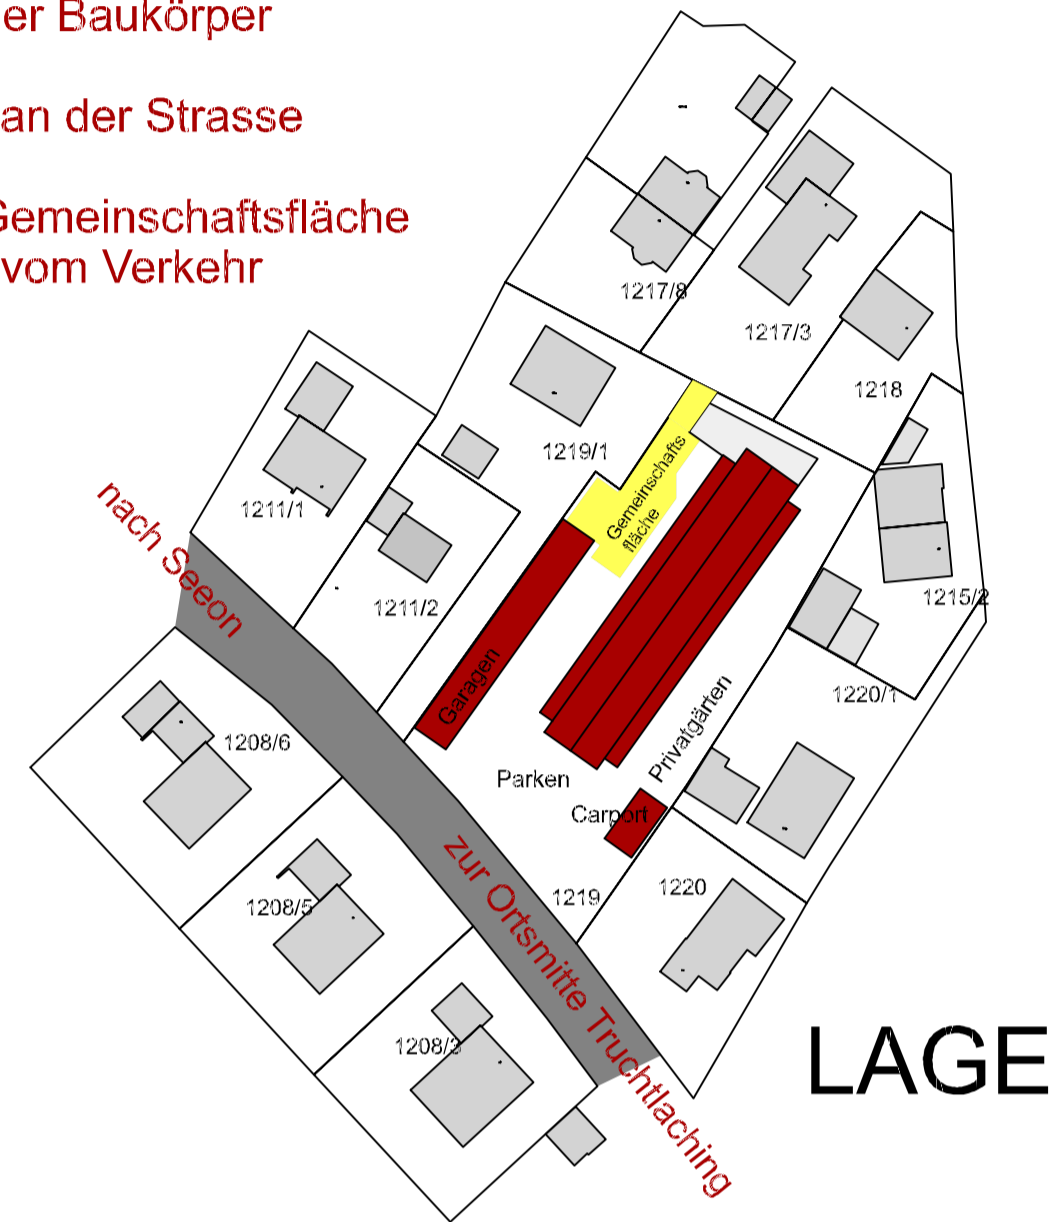 er Baukörper
an der Strasse
Gemeinschaftsfläche
vom Verkehr
1217/8
1217/3
1218
1219/1
Gemeinschafts
fläche
1211/1
nach Seeon
1211/2
1215/2
1220/1
Garagen
Privatgärten
1208/6
Parken
Carport
1220
1219
1208/5
zur Ortsmitte Truchtlaching
1208/3
LAGE